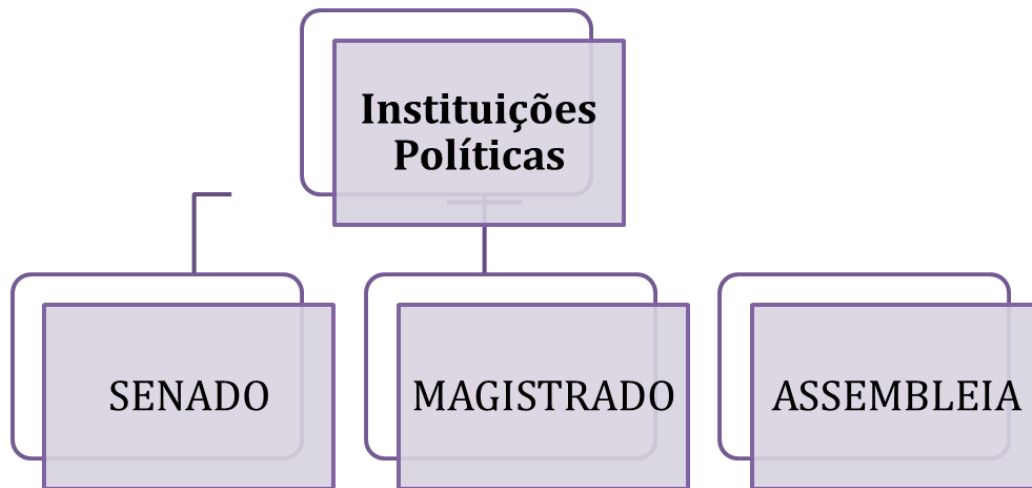 Instituições
Políticas
SENADO
MAGISTRADO
ASSEMBLEIA